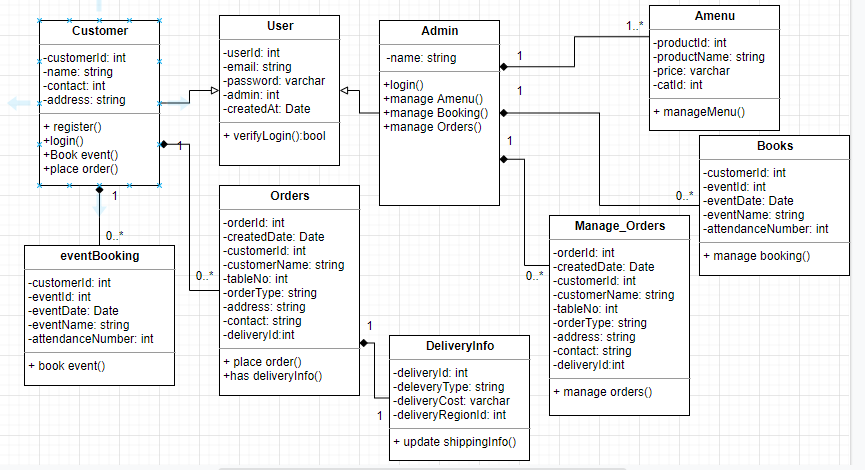 Customer
-customerId: int
-name: string
-contact: int
-address: string
+ register()
+login()
+Book event()
+place order()
User
-userId: int
-email: string
-password: varchar
-admin: int
-createdAt: Date
+ verifyLogin():bool
Admin
-name: string
+login()
+manage Amenu()
+manage Booking()
+manage Orders()
1
1..*
1
1
Amenu
-productId: int
-productName: string
-price: varchar
-catId: int
+ manageMenu()
Books
-customerId: int
-eventId: int
-eventDate: Date
-eventName: string
-attendanceNumber: int
+ manage booking()
0..*
1
1
0..*
eventBooking
-customerId: int
-eventId: int
-eventDate: Date
-eventName: string
-attendanceNumber: int
+ book event()
0..*
Orders
-orderId: int
-createdDate: Date
-customerId: int
-customerName: string
-tableNo: int
-orderType: string
-address: string
-contact: string
-deliveryId:int
+ place order()
+has deliveryInfo()
1
1
DeliveryInfo
-deliveryId: int
-deleveryType: string
-deliveryCost: varchar
-deliveryRegionId: int
+ update shippingInfo()
0..*
Manage_Orders
-orderId: int
-createdDate: Date
-customerId: int
-customerName: string
-tableNo: int
-orderType: string
-address: string
-contact: string
-deliveryId:int
+ manage orders()